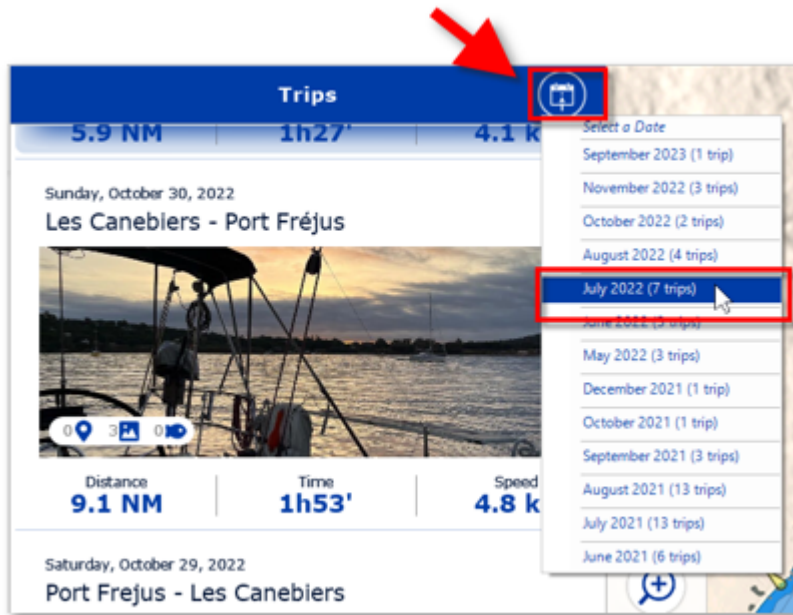 Trips
5.9 NM
1h27'
4.1 k
Sunday, October 30, 2022
Les Canebiers - Port Fréjus
0
3
0
Distance
Time
Speed
9.1 NM
1h53'
4.8 k
Saturday, October 29, 2022
Port Frejus - Les Canebiers
Select a Date
September 2023 (1 trip)
November 2022 (3 trips)
October 2022 (2 trips)
August 2022 (4 trips)
July 2022 (7 trips)
June 2022 (5 trips)
May 2022 (3 trips)
December 2021 (1 trip)
October 2021 (1 trip)
September 2021 (3 trips)
August 2021 (13 trips)
July 2021 (13 trips)
June 2021 (6 trips)